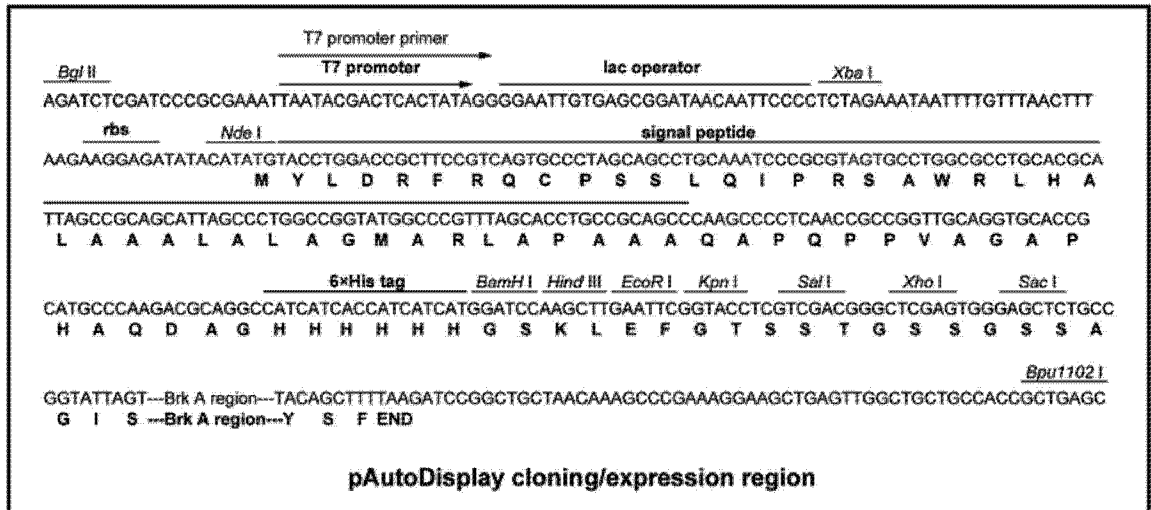 T7 promoter primer
Bgl II T7 promoter lac operator Xba I
AGATCTCGATCCCGCGAAATTAATACGACTCACTATAGGGGAATTGTGAGCGGATAACAATTCCCCTCTAGAAATAATTTTGTTTAACTTT
rbs Nde I signal peptide
AAGAAGGAGATATACATATGTACCTGGACCGCTTCCGTCAGTGCCCTAGCAGCCTGCAAATCCCGCGTAGTGCCTGGCGCCTGCACGCA
M Y L D R F R Q C P S S L Q I P R S A W R L H A
TTAGCCGCAGCATTAGCCCTGGCCGGTATGGCCCGTTTAGCACCTGCCGCAGCCCAAGCCCCTCAACCGCCGGTTGCAGGTGCACCG
L A A A L A L A G M A R L A P A A A Q A P Q P P V A G A P
6×His tag BamH I Hind III EcoR I Kpn I Sal I Xho I Sac I
CATGCCCAAGACGCAGGCCATCATCACCATCATCATGGATCCAAGCTTGAATTCGGTACCTCGTCGACGGGCTCGAGTGGGAGCTCTGCC
H A Q D A G H H H H H H G S K L E F G T S S T G S S G S S A
Bpu1102 I
GGTATTAGT---Brk A region---TACAGCTTTTAAGATCCGGCTGCTAACAAAGCCCGAAAGGAAGCTGAGTTGGCTGCTGCCACCGCTGAGC
G I S ---Brk A region---Y S F END
pAutoDisplay cloning/expression region